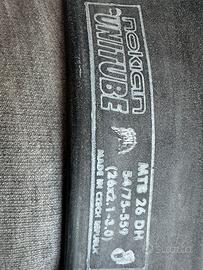 nokian
UNITUBE
MTB 26 DH
54/75-559
(26x2,1-3,0)
MADE IN CZECH REPUBLIC